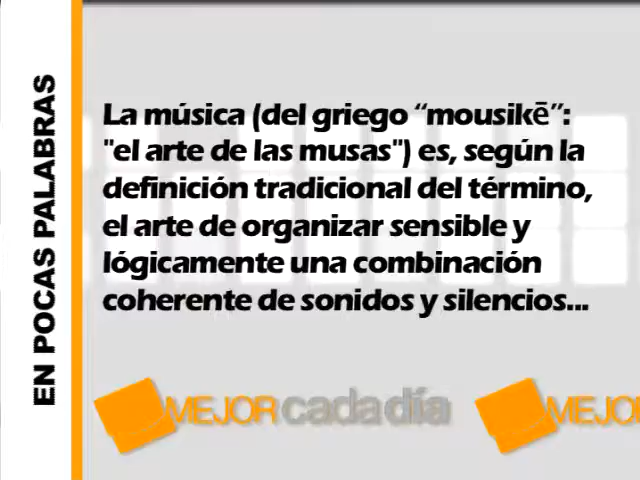 EN POCAS PALABRAS
La música (del griego “mousikē”:
"el arte de las musas") es, según la
definición tradicional del término,
el arte de organizar sensible y
lógicamente una combinación
coherente de sonidos y silencios...
MEJOR cada día
MEJOR